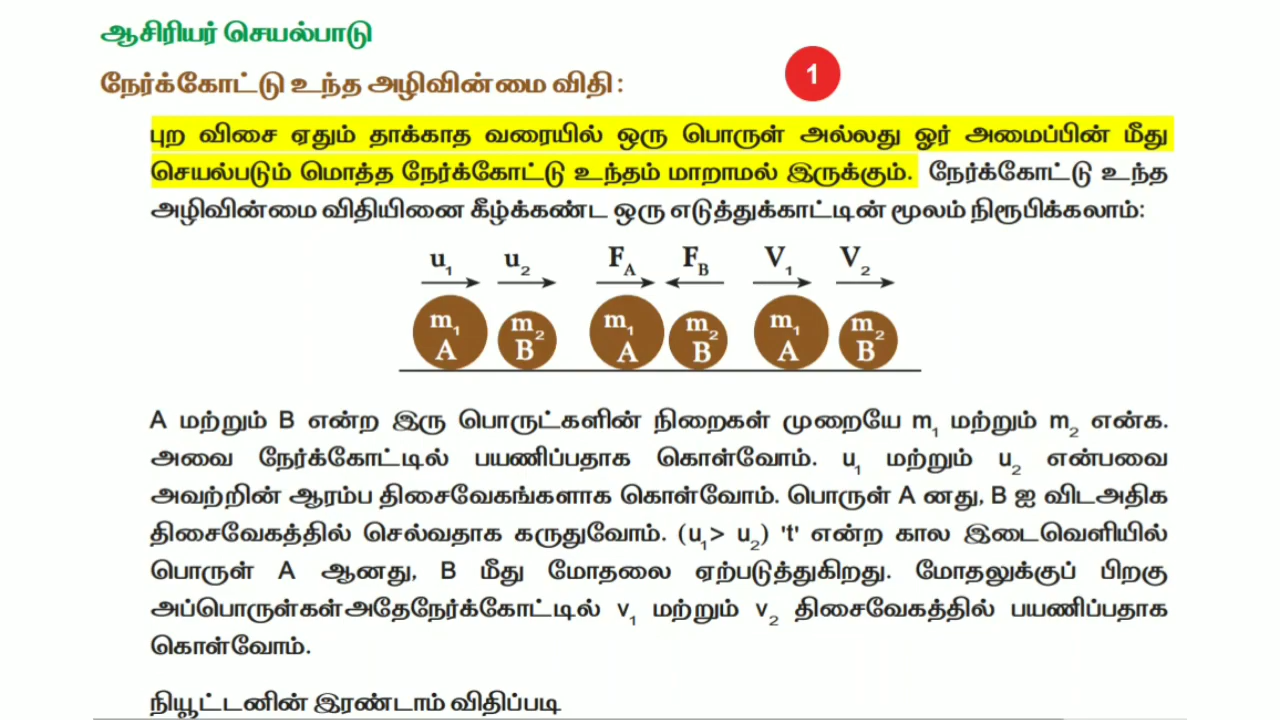 ஆசிரியர் செயல்பாடு
நேர்க்கோட்டு உந்த அழிவின்மை விதி :
1
புற விசை ஏதும் தாக்காத வரையில் ஒரு பொருள் அல்லது ஓர் அமைப்பின் மீது
செயல்படும் மொத்த நேர்க்கோட்டு உந்தம் மாறாமல் இருக்கும். நேர்க்கோட்டு உந்த
அழிவின்மை விதியினை கீழ்க்கண்ட ஒரு எடுத்துக்காட்டின் மூலம் நிரூபிக்கலாம்:
u₁ u₂ F_A F_B V₁ V₂
m₁ m₂ m₁ m₂ m₁ m₂
A B A B A B
A மற்றும் B என்ற இரு பொருட்களின் நிறைகள் முறையே m₁ மற்றும் m₂ என்க.
அவை நேர்க்கோட்டில் பயணிப்பதாக கொள்வோம். u₁ மற்றும் u₂ என்பவை
அவற்றின் ஆரம்ப திசைவேகங்களாக கொள்வோம். பொருள் A னது, B ஐ விடஅதிக
திசைவேகத்தில் செல்வதாக கருதுவோம். (u₁> u₂) 't' என்ற கால இடைவெளியில்
பொருள் A ஆனது, B மீது மோதலை ஏற்படுத்துகிறது. மோதலுக்குப் பிறகு
அப்பொருள்கள்அதேநேர்க்கோட்டில் v₁ மற்றும் v₂ திசைவேகத்தில் பயணிப்பதாக
கொள்வோம்.
நியூட்டனின் இரண்டாம் விதிப்படி